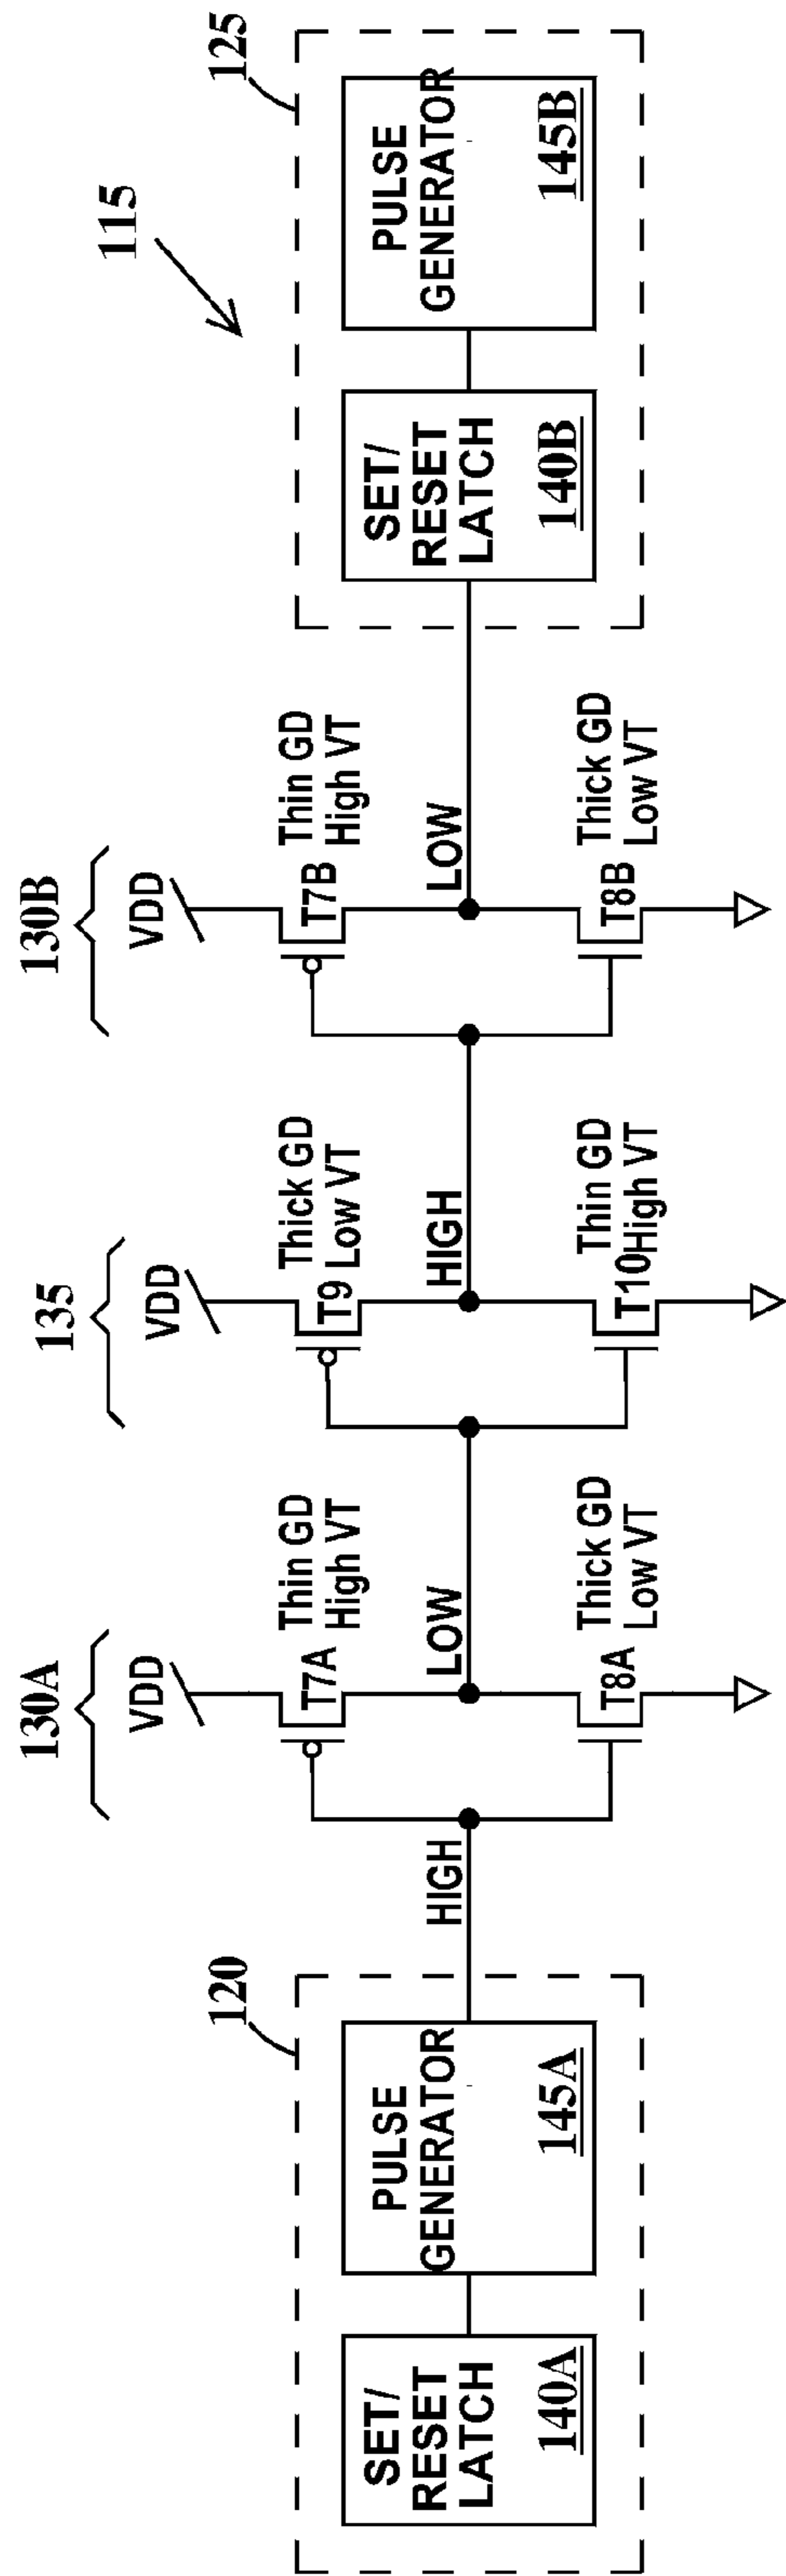 115
120
125
130A
135
130B
SET/
RESET
LATCH
140A
PULSE
GENERATOR
145A
HIGH
VDD
T7A
Thin GD
High VT
LOW
T8A
Thick GD
Low VT
VDD
T9
Thick GD
Low VT
HIGH
T10
Thin GD
High VT
VDD
T7B
Thin GD
High VT
LOW
T8B
Thick GD
Low VT
SET/
RESET
LATCH
140B
PULSE
GENERATOR
145B